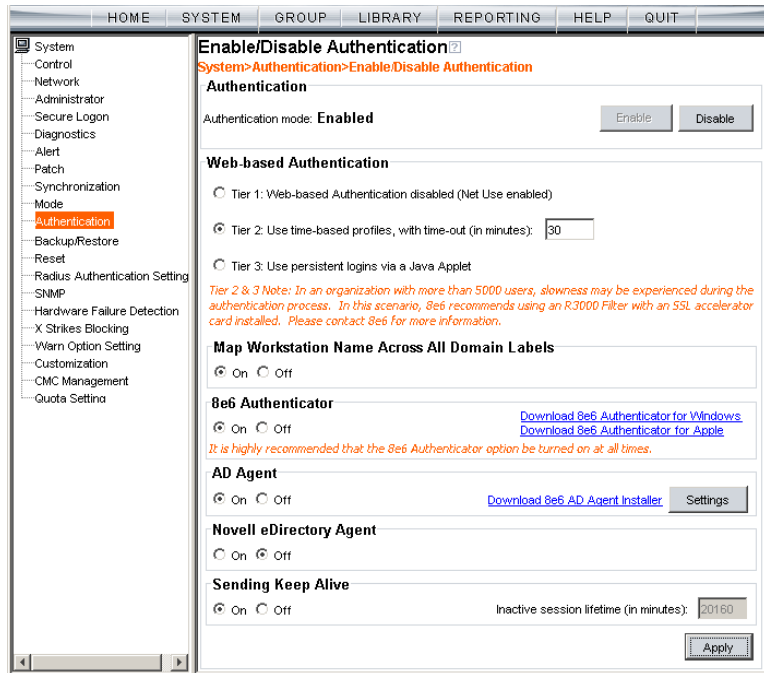 HOME SYSTEM GROUP LIBRARY REPORTING HELP QUIT
System
Control
Network
Administrator
Secure Logon
Diagnostics
Alert
Patch
Synchronization
Mode
Authentication
Backup/Restore
Reset
Radius Authentication Setting
SNMP
Hardware Failure Detection
X Strikes Blocking
Warn Option Setting
Customization
CMC Management
Quota Setting
Enable/Disable Authentication?
System>Authentication>Enable/Disable Authentication
Authentication
Authentication mode: Enabled
Enable
Disable
Web-based Authentication
Tier 1: Web-based Authentication disabled (Net Use enabled)
Tier 2: Use time-based profiles, with time-out (in minutes): 30
Tier 3: Use persistent logins via a Java Applet
Tier 2 & 3 Note: In an organization with more than 5000 users, slowness may be experienced during the
authentication process. In this scenario, 8e6 recommends using an R3000 Filter with an SSL accelerator
card installed. Please contact 8e6 for more information.
Map Workstation Name Across All Domain Labels
On Off
8e6 Authenticator
On Off
Download 8e6 Authenticator for Windows
Download 8e6 Authenticator for Apple
It is highly recommended that the 8e6 Authenticator option be turned on at all times.
AD Agent
On Off
Download 8e6 AD Agent Installer
Settings
Novell eDirectory Agent
On Off
Sending Keep Alive
On Off
Inactive session lifetime (in minutes): 20160
Apply